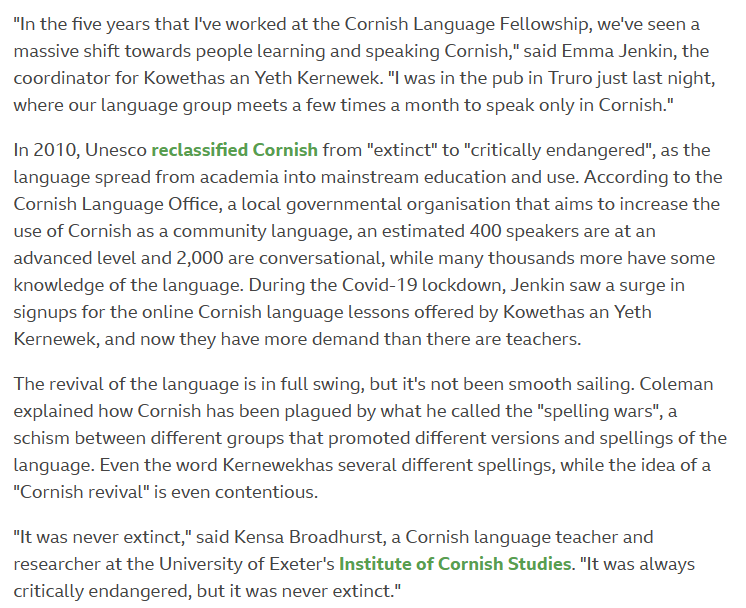 "In the five years that I've worked at the Cornish Language Fellowship, we've seen a
massive shift towards people learning and speaking Cornish," said Emma Jenkin, the
coordinator for Kowethas an Yeth Kernewek. "I was in the pub in Truro just last night,
where our language group meets a few times a month to speak only in Cornish."
In 2010, Unesco reclassified Cornish from "extinct" to "critically endangered", as the
language spread from academia into mainstream education and use. According to the
Cornish Language Office, a local governmental organisation that aims to increase the
use of Cornish as a community language, an estimated 400 speakers are at an
advanced level and 2,000 are conversational, while many thousands more have some
knowledge of the language. During the Covid-19 lockdown, Jenkin saw a surge in
signups for the online Cornish language lessons offered by Kowethas an Yeth
Kernewek, and now they have more demand than there are teachers.
The revival of the language is in full swing, but it's not been smooth sailing. Coleman
explained how Cornish has been plagued by what he called the "spelling wars", a
schism between different groups that promoted different versions and spellings of the
language. Even the word Kernewekhas several different spellings, while the idea of a
"Cornish revival" is even contentious.
"It was never extinct," said Kensa Broadhurst, a Cornish language teacher and
researcher at the University of Exeter's Institute of Cornish Studies. "It was always
critically endangered, but it was never extinct."